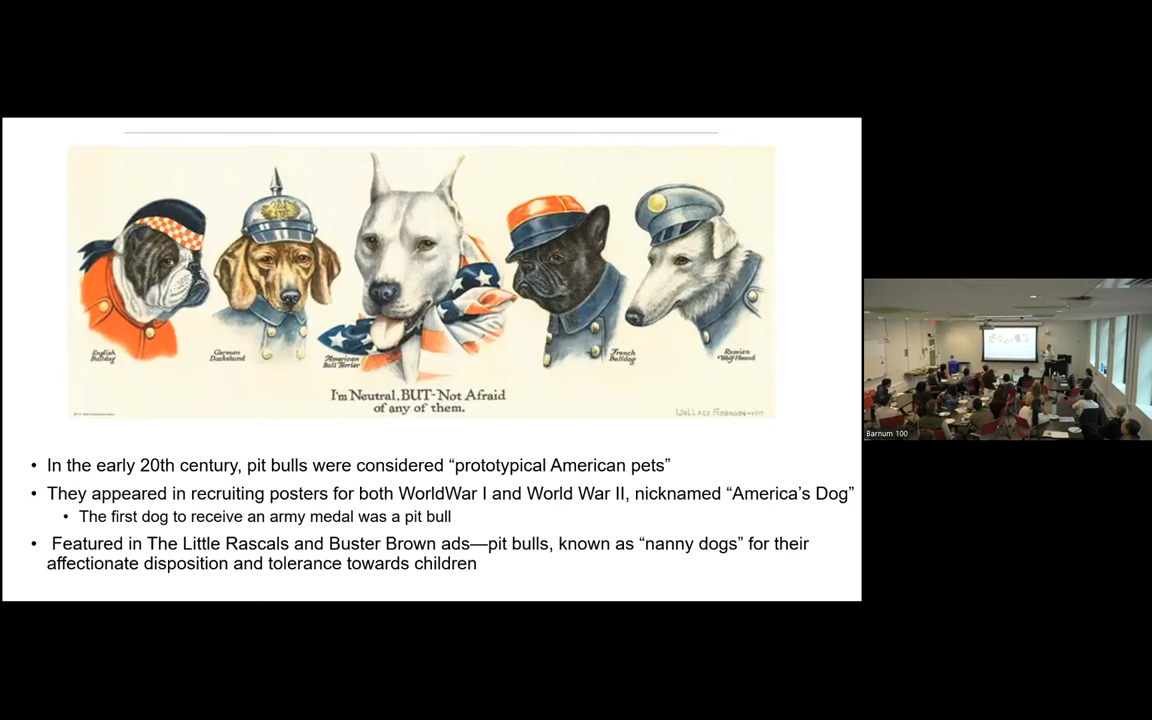 English
Bulldog
German
Dachshund
American
Bull Terrier
French
Bulldog
Russian
Wolf Hound
I'm Neutral, BUT-Not Afraid
of any of them.
WALLACE ROBINSON
• In the early 20th century, pit bulls were considered “prototypical American pets”
• They appeared in recruiting posters for both WorldWar I and World War II, nicknamed “America’s Dog”
• The first dog to receive an army medal was a pit bull
• Featured in The Little Rascals and Buster Brown ads—pit bulls, known as “nanny dogs” for their
affectionate disposition and tolerance towards children
Barnum 100